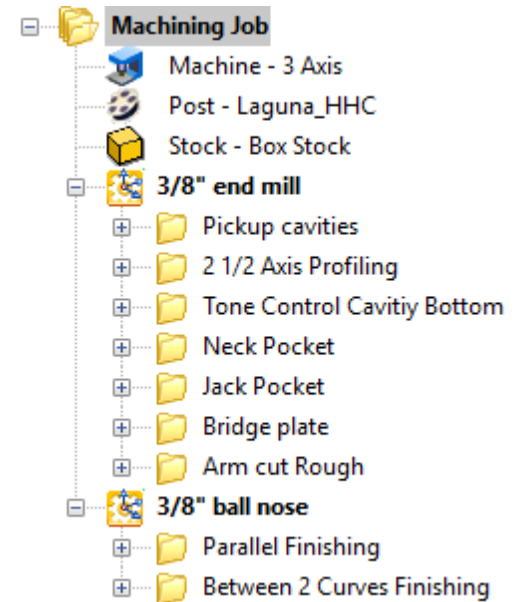 Machining Job
Machine - 3 Axis
Post - Laguna_HHC
Stock - Box Stock
3/8" end mill
Pickup cavities
2 1/2 Axis Profiling
Tone Control Cavitiy Bottom
Neck Pocket
Jack Pocket
Bridge plate
Arm cut Rough
3/8" ball nose
Parallel Finishing
Between 2 Curves Finishing